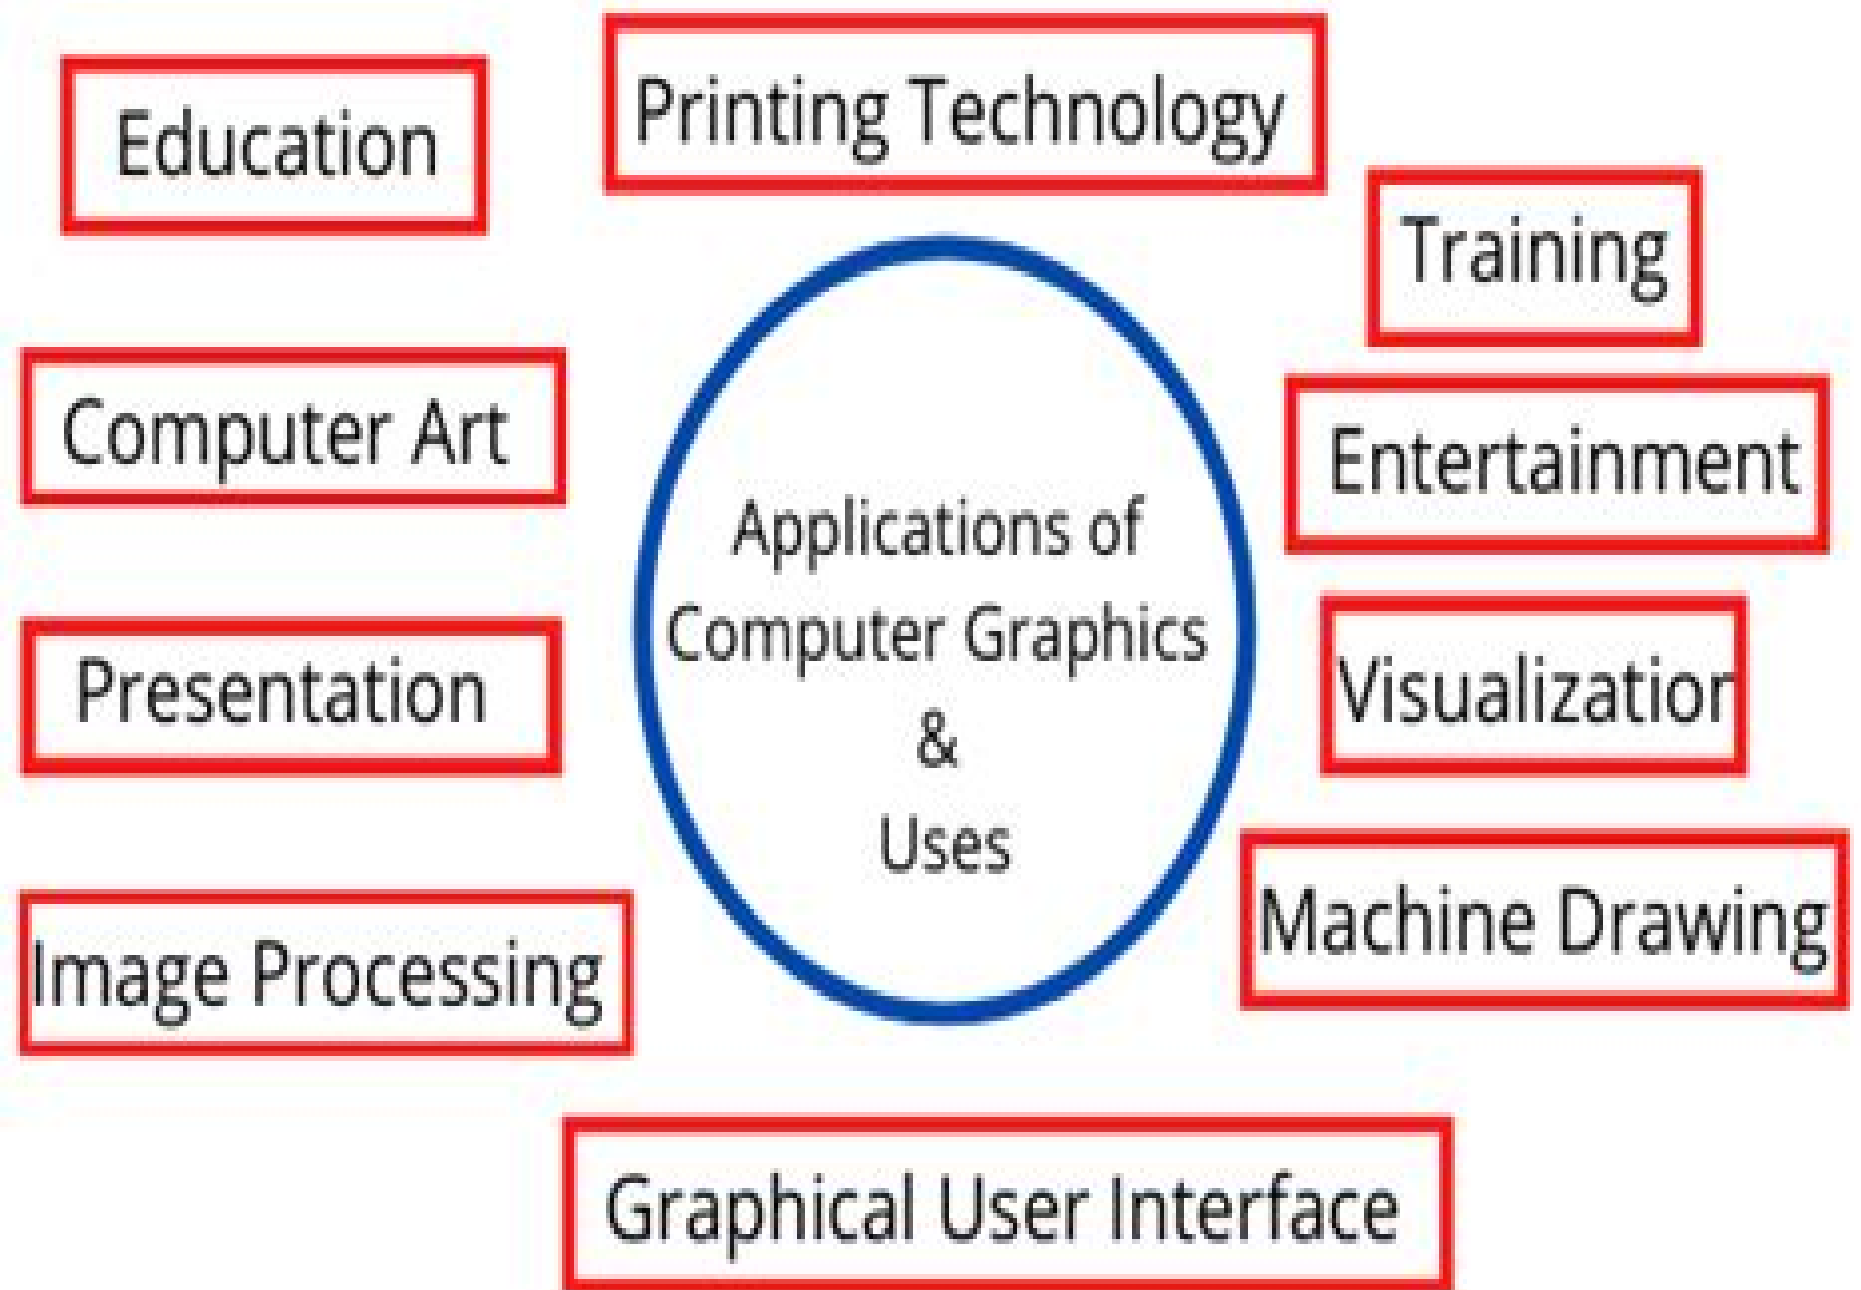 Education
Printing Technology
Training
Computer Art
Entertainment
Applications of
Computer Graphics
&
Uses
Presentation
Visualization
Machine Drawing
Image Processing
Graphical User Interface